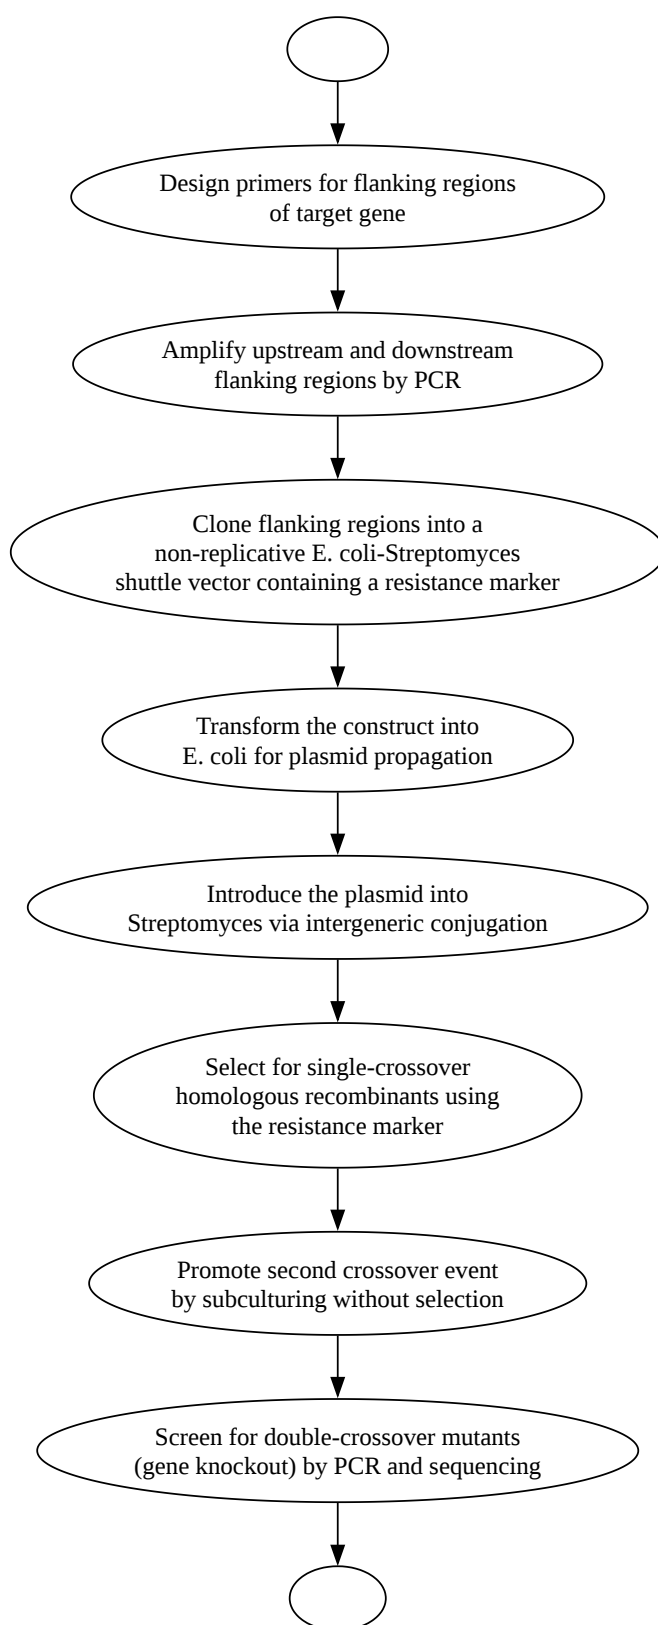 Design primers for flanking regions
of target gene
Amplify upstream and downstream
flanking regions by PCR
Clone flanking regions into a
non-replicative E. coli-Streptomyces
shuttle vector containing a resistance marker
Transform the construct into
E. coli for plasmid propagation
Introduce the plasmid into
Streptomyces via intergeneric conjugation
Select for single-crossover
homologous recombinants using
the resistance marker
Promote second crossover event
by subculturing without selection
Screen for double-crossover mutants
(gene knockout) by PCR and sequencing